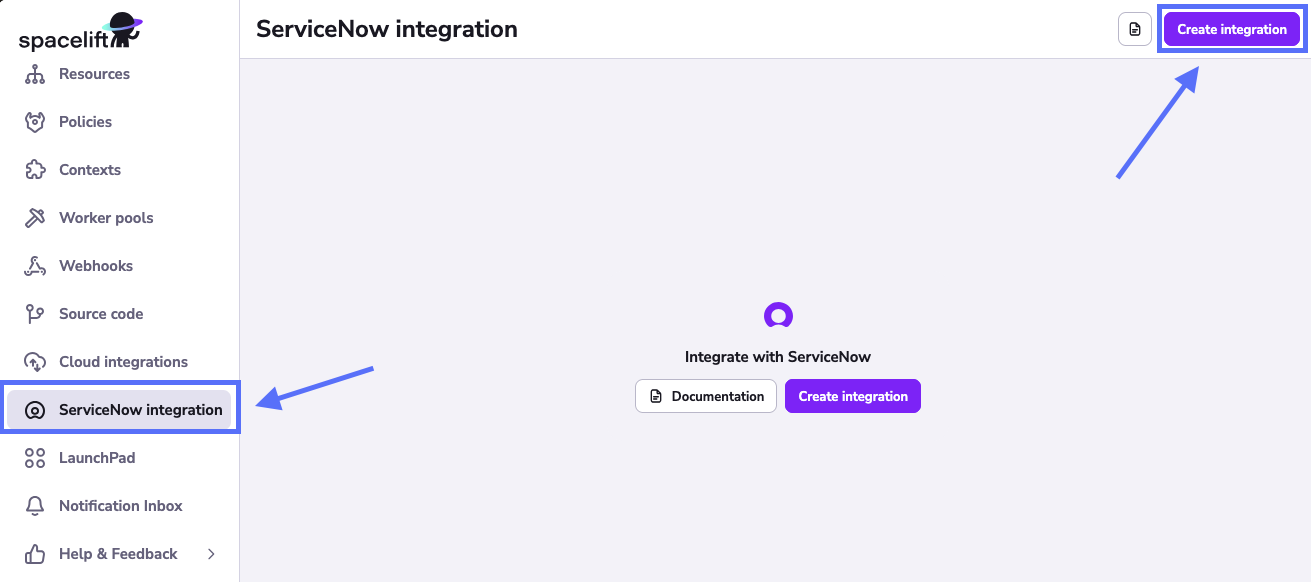 spacelift
Resources
Policies
Contexts
Worker pools
Webhooks
Source code
Cloud integrations
ServiceNow integration
LaunchPad
Notification Inbox
Help & Feedback
ServiceNow integration
Create integration
Integrate with ServiceNow
Documentation
Create integration